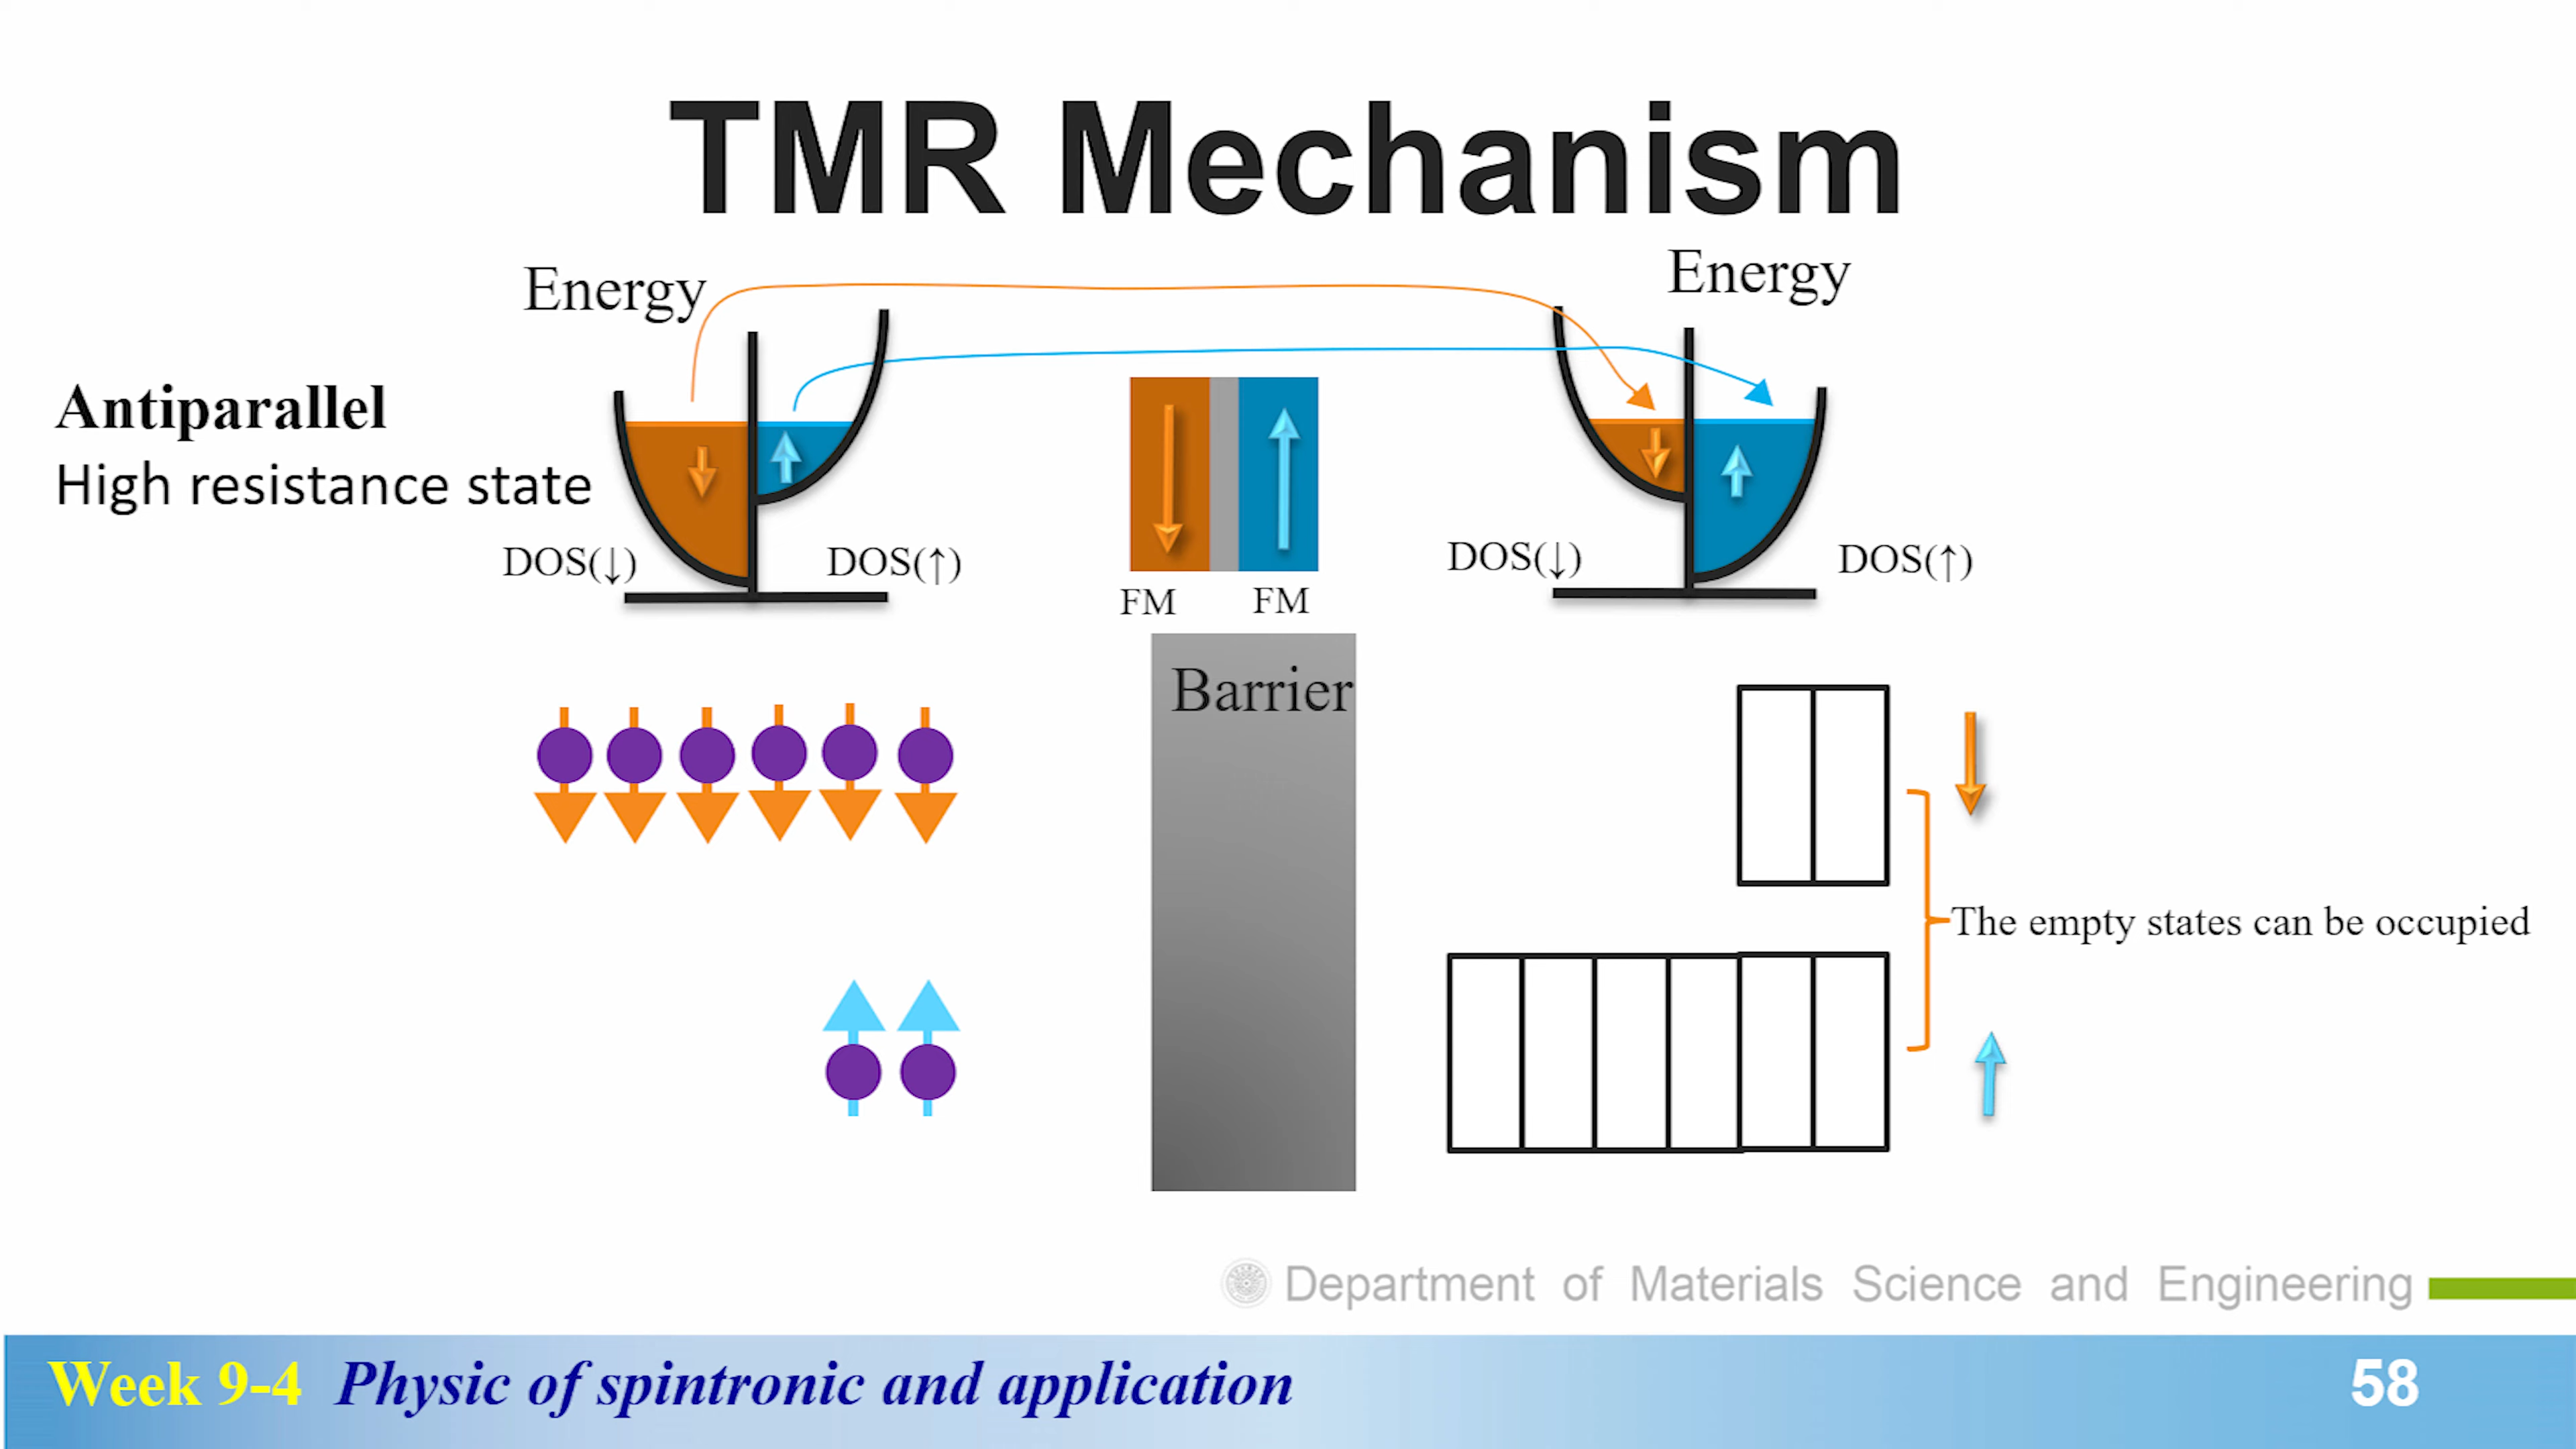 TMR Mechanism
Energy
Energy
Antiparallel
High resistance state
DOS(↓)
DOS(↑)
FM
FM
DOS(↓)
DOS(↑)
Barrier
The empty states can be occupied
Department of Materials Science and Engineering
Week 9-4 Physic of spintronic and application
58